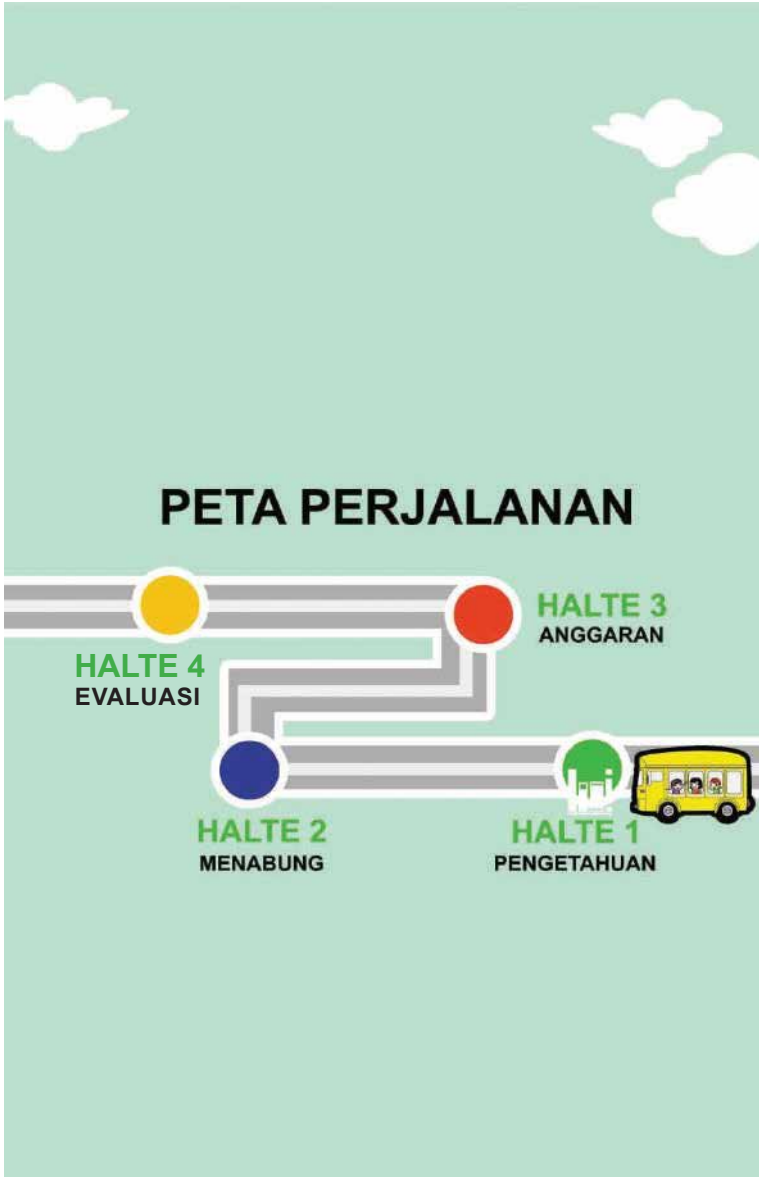 PETA PERJALANAN
HALTE 3
ANGGARAN
HALTE 4
EVALUASI
HALTE 2
MENABUNG
HALTE 1
PENGETAHUAN